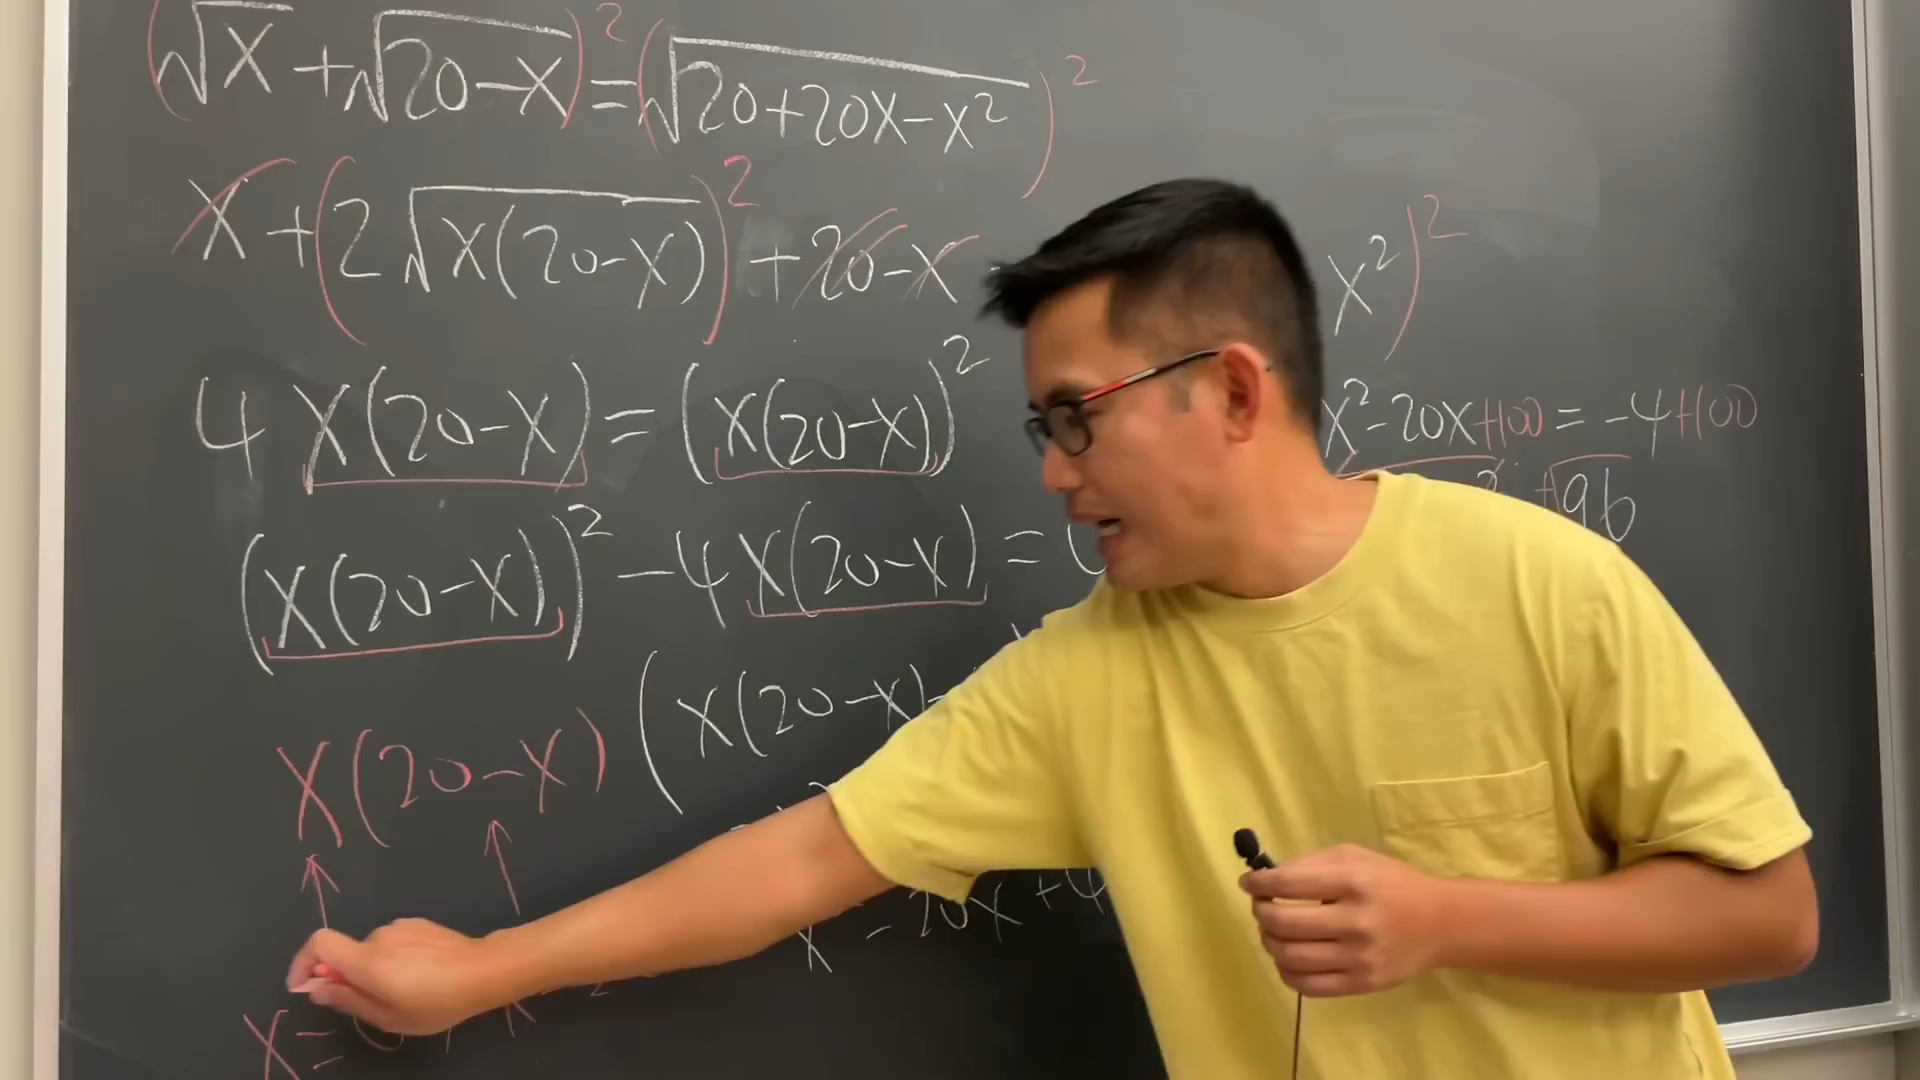 (√x + √20-x)² = (√20+20x-x²)²
x + (2√x(20-x))² + 20-x
x²)²
4x(20-x) = (x(20-x))²
x²-20x+100 = -4+100
96
(x(20-x))² - 4x(20-x) =
x(20-x) (x(20-x)
20x + 4
x =